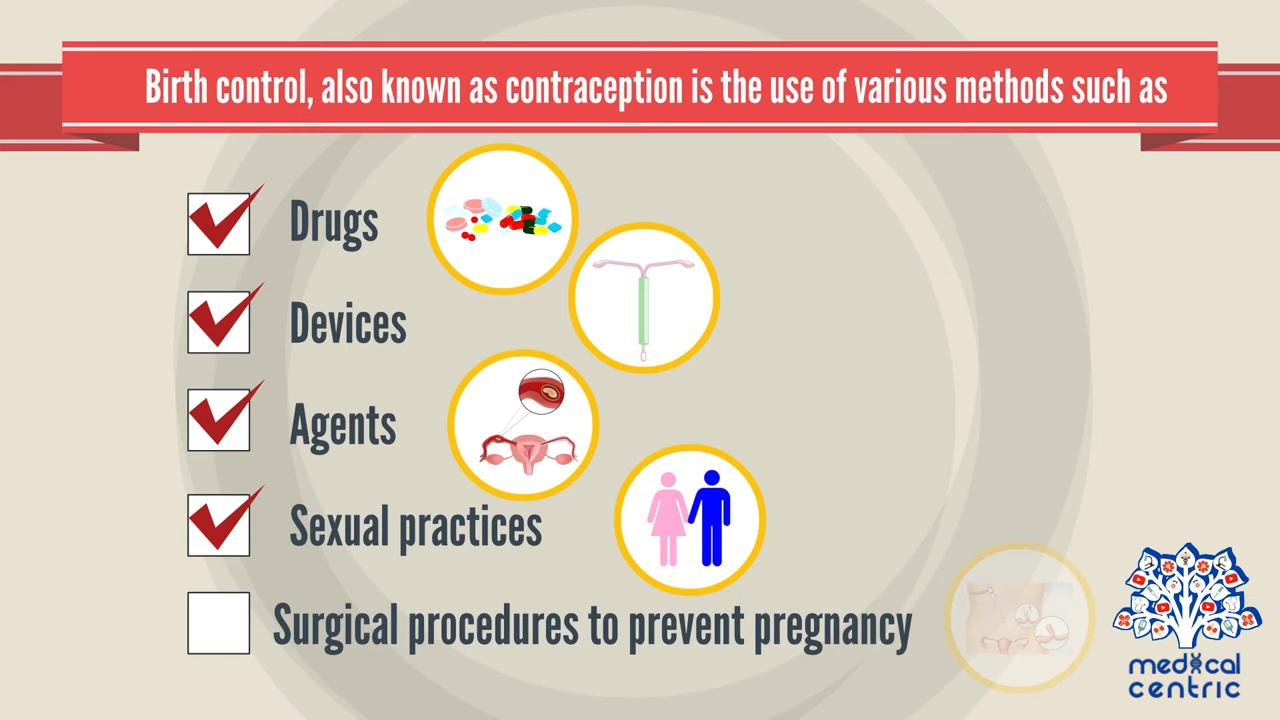 Birth control, also known as contraception is the use of various methods such as
Drugs
Devices
Agents
Sexual practices
Surgical procedures to prevent pregnancy
medical
centric